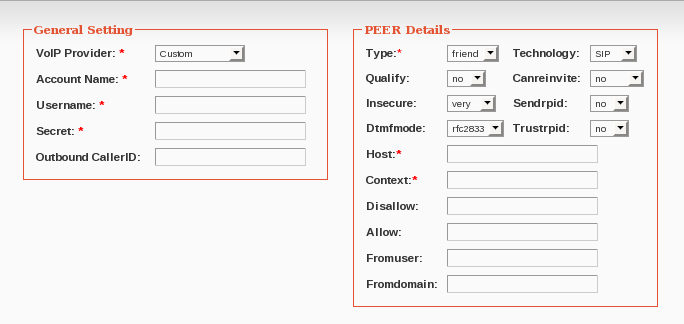 General Setting
VoIP Provider: * Custom
Account Name: *
Username: *
Secret: *
Outbound CallerID:
PEER Details
Type:* friend Technology: SIP
Qualify: no Canreinvite: no
Insecure: very Sendrpid: no
Dtmfmode: rfc2833 Trustrpid: no
Host:*
Context:*
Disallow:
Allow:
Fromuser:
Fromdomain: